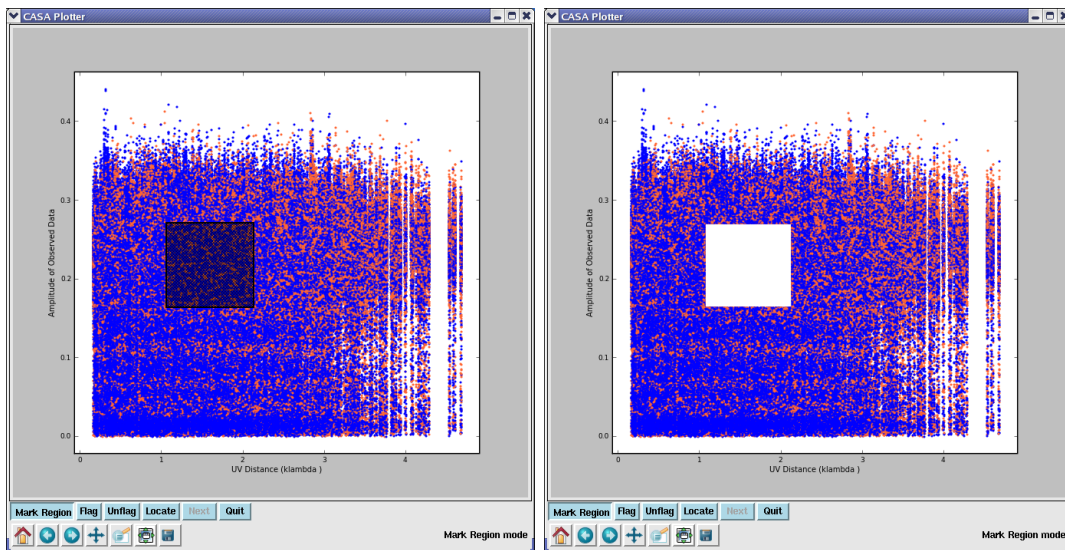 CASA Plotter
0.4
0.3
0.2
0.1
0.0
Amplitude of Observed Data
0 1 2 3 4
UV Distance (klambda )
Mark Region Flag Unflag Locate Next Quit
Mark Region mode
CASA Plotter
0.4
0.3
0.2
0.1
0.0
Amplitude of Observed Data
0 1 2 3 4
UV Distance (klambda )
Mark Region Flag Unflag Locate Next Quit
Mark Region mode